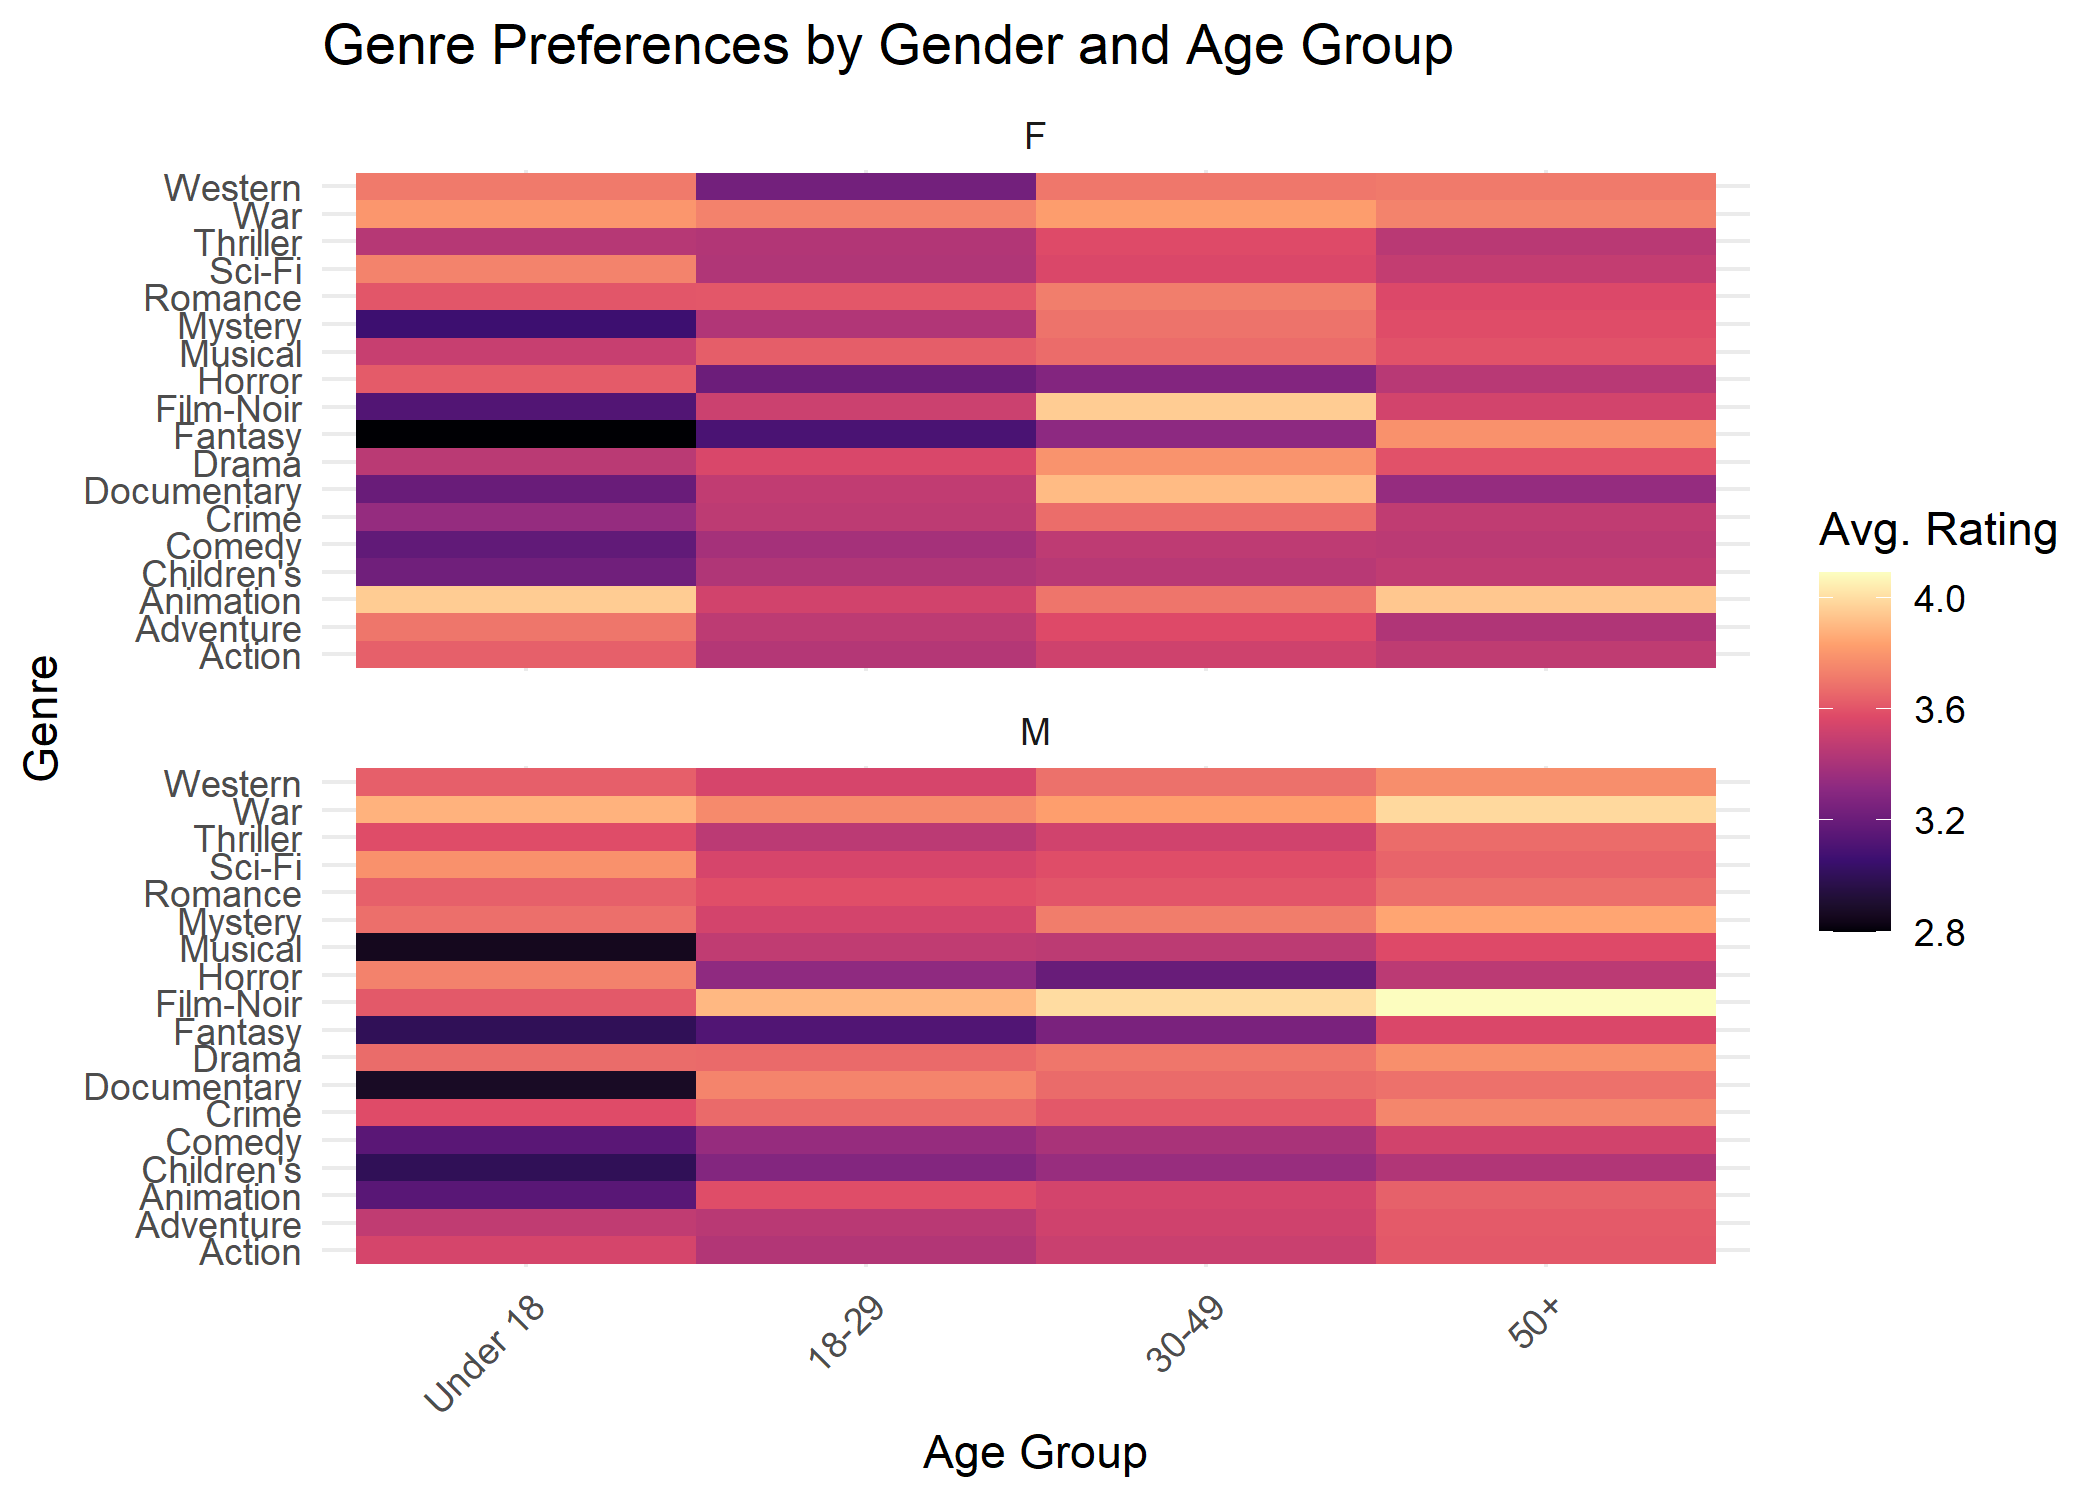 Genre Preferences by Gender and Age Group
F
Western
War
Thriller
Sci-Fi
Romance
Mystery
Musical
Horror
Film-Noir
Fantasy
Drama
Documentary
Crime
Comedy
Children's
Animation
Adventure
Action
M
Western
War
Thriller
Sci-Fi
Romance
Mystery
Musical
Horror
Film-Noir
Fantasy
Drama
Documentary
Crime
Comedy
Children's
Animation
Adventure
Action
Genre
Under 18
18-29
30-49
50+
Age Group
Avg. Rating
4.0
3.6
3.2
2.8